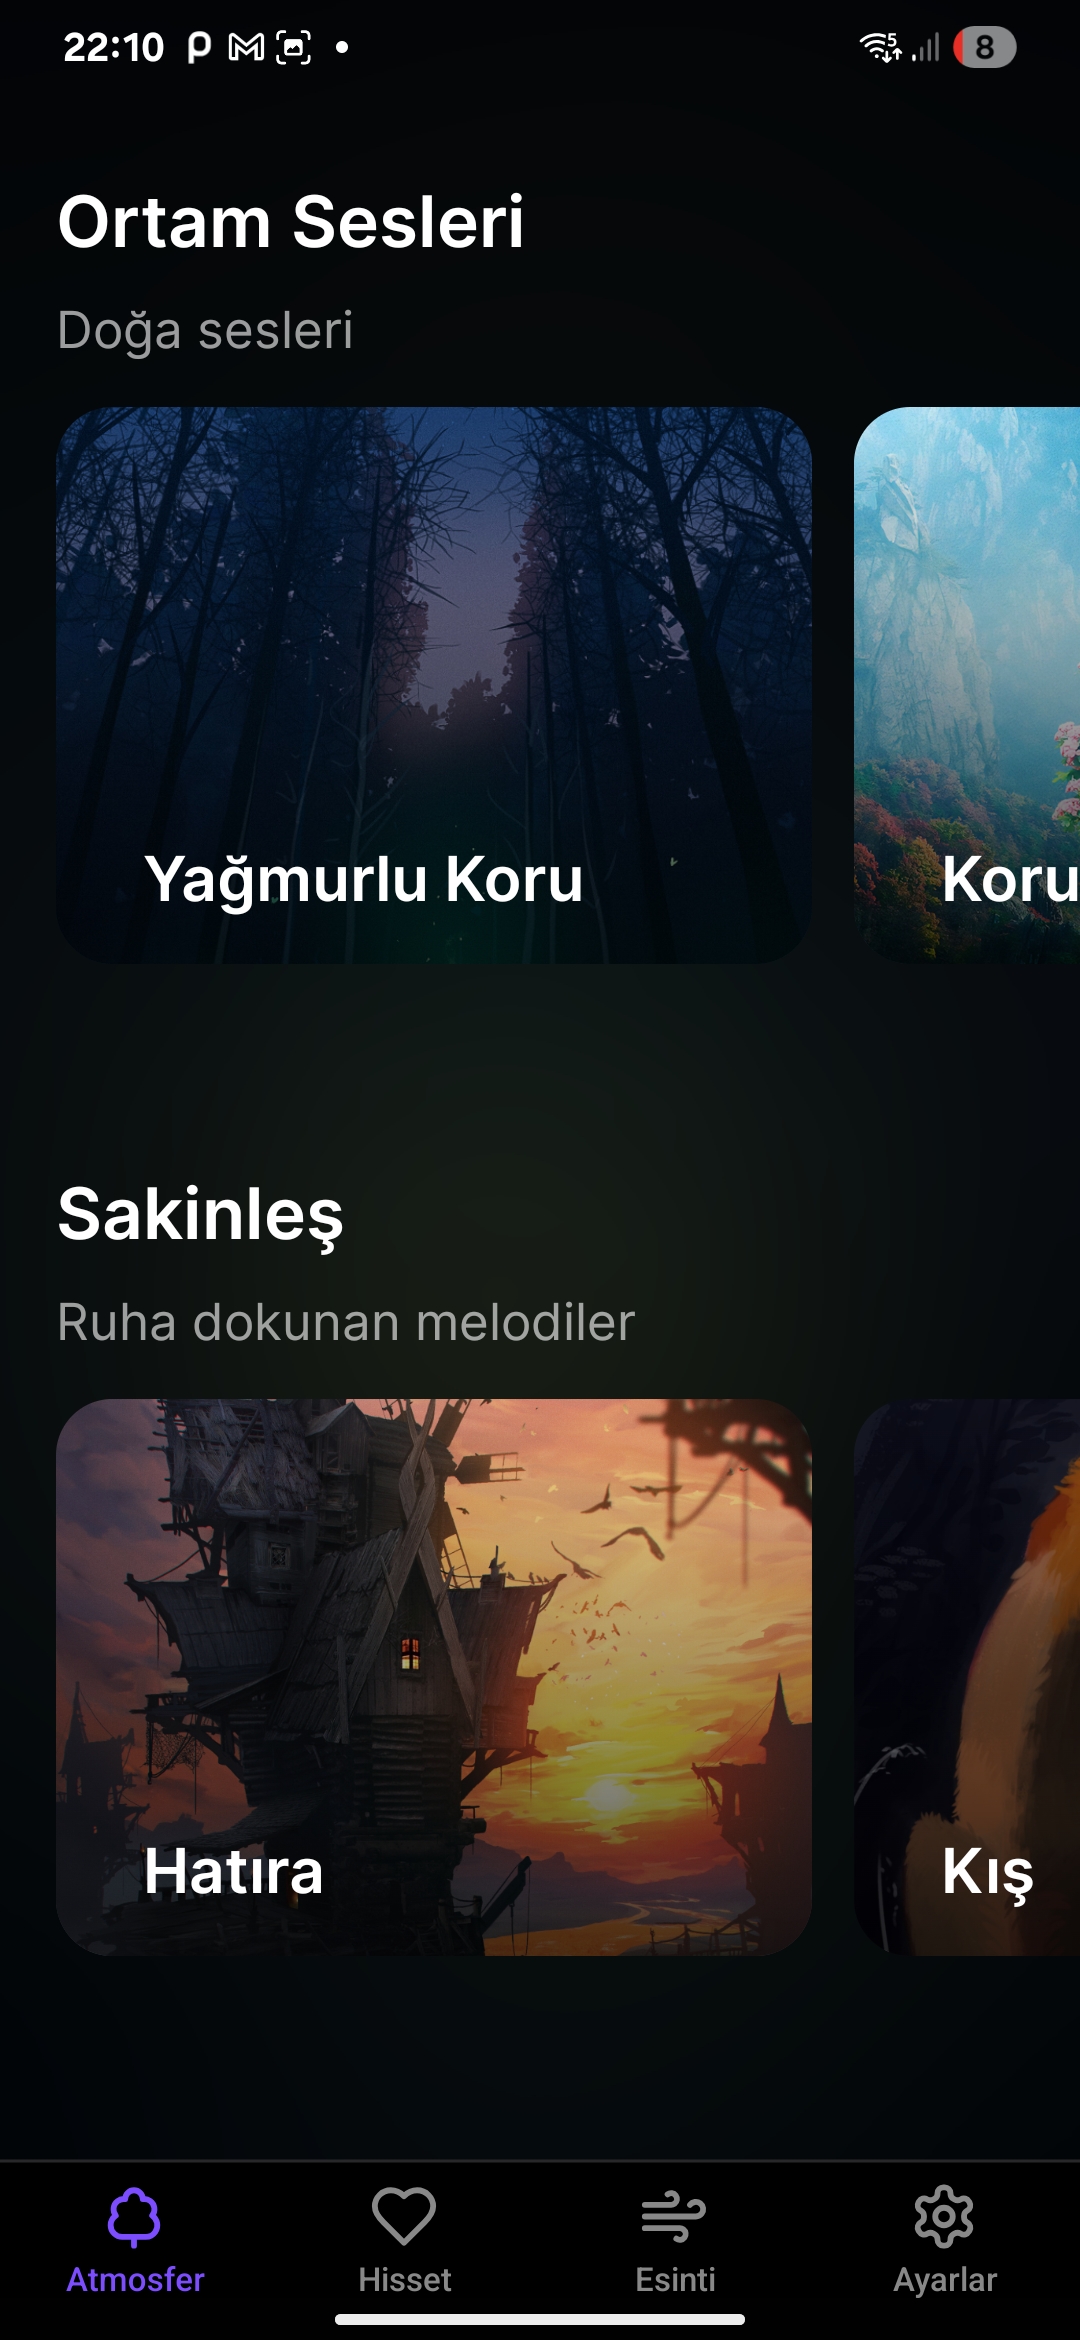 22:10
5
8
Ortam Sesleri
Doğa sesleri
Yağmurlu Koru
Koru
Sakinleş
Ruha dokunan melodiler
Hatıra
Kış
Atmosfer
Hisset
Esinti
Ayarlar